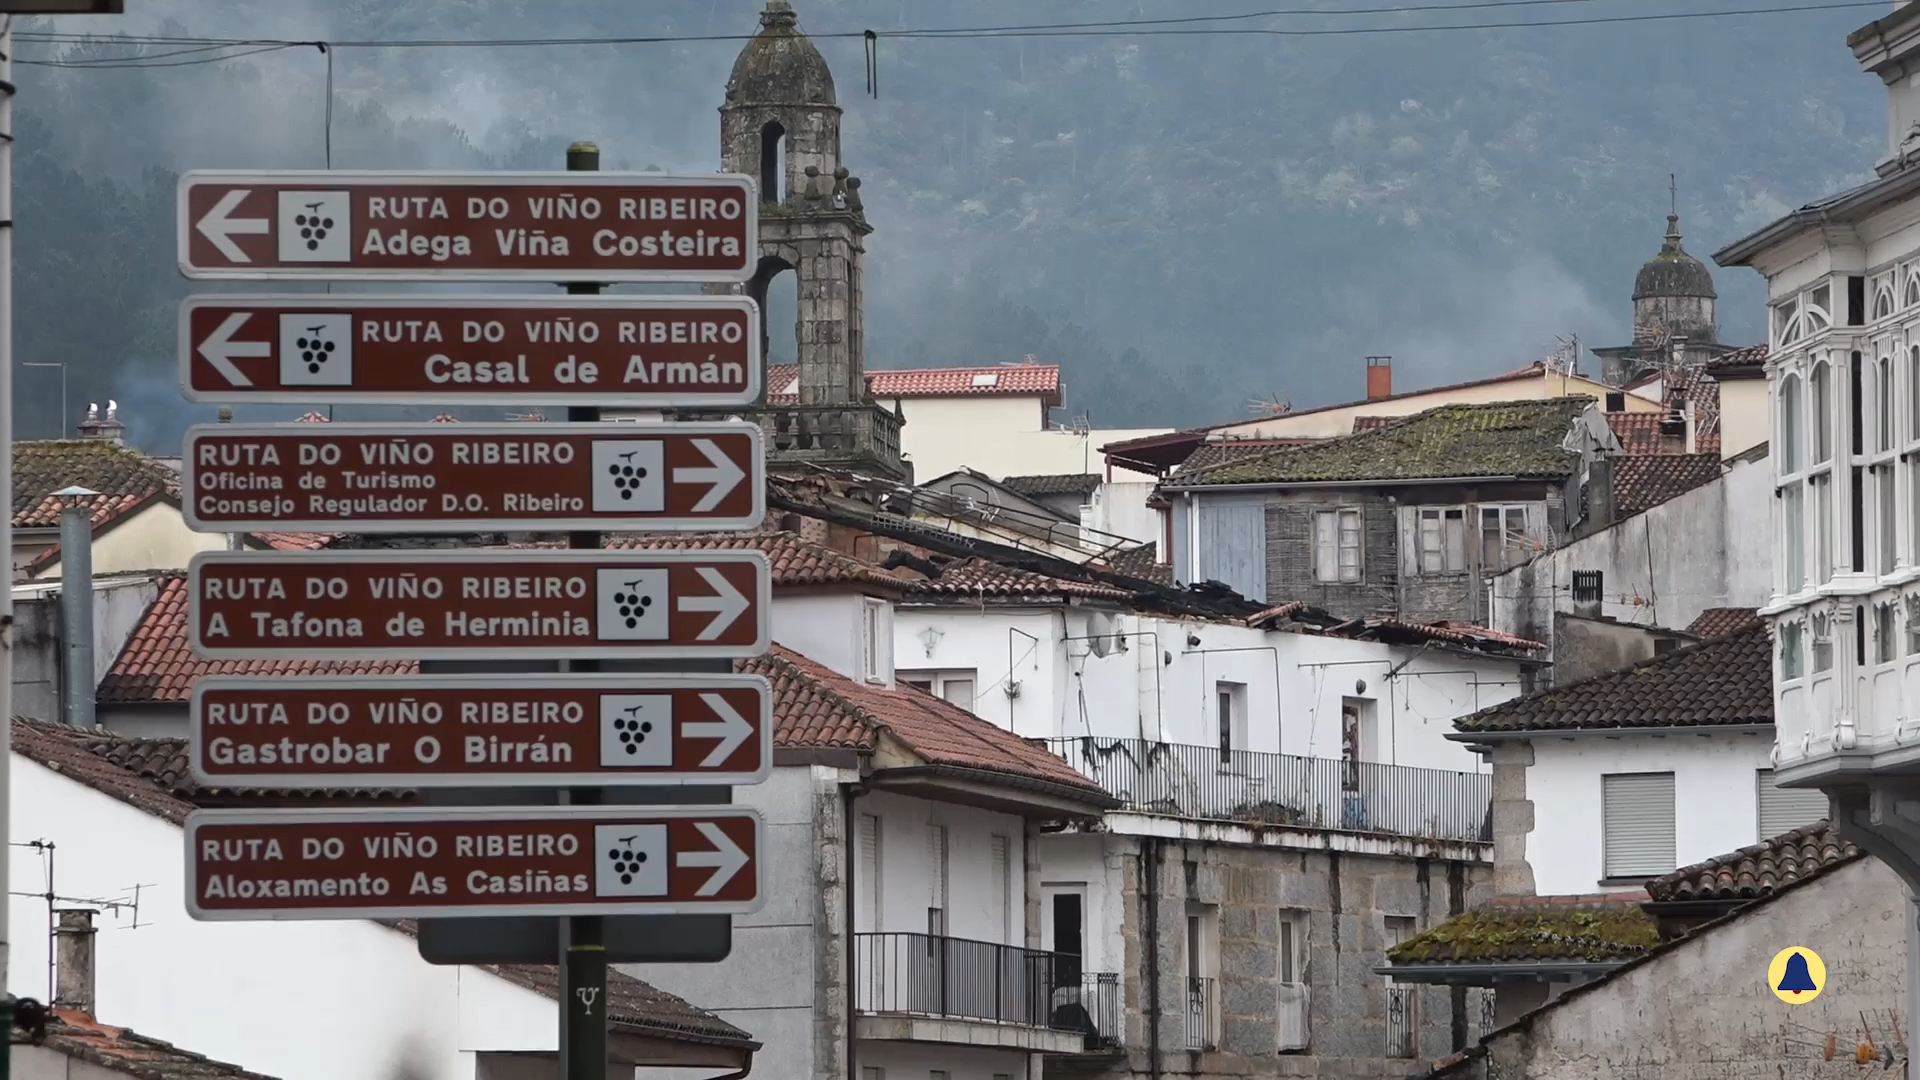 RUTA DO VIÑO RIBEIRO
Adega Viña Costeira
RUTA DO VIÑO RIBEIRO
Casal de Armán
RUTA DO VIÑO RIBEIRO
Oficina de Turismo
Consejo Regulador D.O. Ribeiro
RUTA DO VIÑO RIBEIRO
A Tafona de Herminia
RUTA DO VIÑO RIBEIRO
Gastrobar O Birrán
RUTA DO VIÑO RIBEIRO
Aloxamento As Casiñas